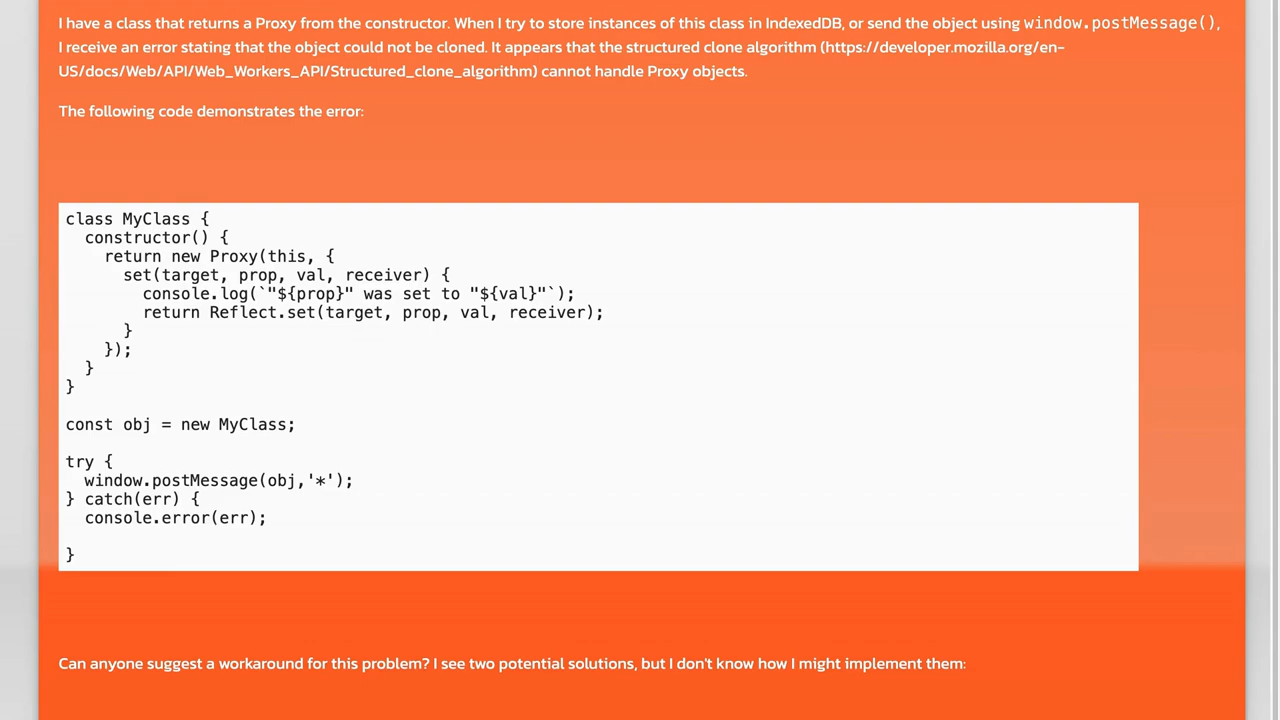 I have a class that returns a Proxy from the constructor. When I try to store instances of this class in IndexedDB, or send the object using window.postMessage(),
I receive an error stating that the object could not be cloned. It appears that the structured clone algorithm (https://developer.mozilla.org/en-
US/docs/Web/API/Web_Workers_API/Structured_clone_algorithm) cannot handle Proxy objects.
The following code demonstrates the error:
class MyClass {
  constructor() {
    return new Proxy(this, {
      set(target, prop, val, receiver) {
        console.log(`"${prop}" was set to "${val}"`);
        return Reflect.set(target, prop, val, receiver);
      }
    });
  }
}
const obj = new MyClass;
try {
  window.postMessage(obj,'*');
} catch(err) {
  console.error(err);
}
Can anyone suggest a workaround for this problem? I see two potential solutions, but I don't know how I might implement them: